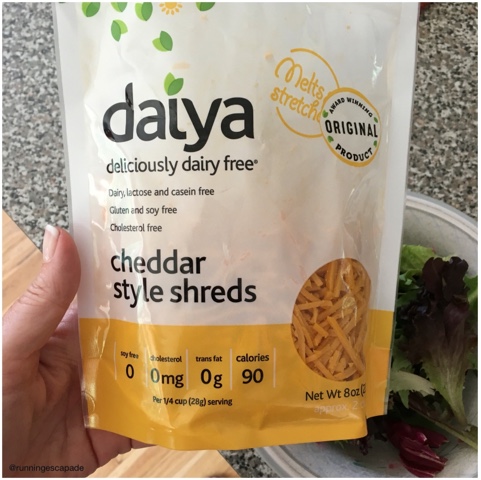 daiya
deliciously dairy free®
Dairy, lactose and casein free
Gluten and soy free
Cholesterol free
Melts
AWARD WINNING
ORIGINAL
PRODUCT
cheddar
style shreds
soy free
0
cholesterol
0mg
trans fat
0g
calories
90
Per 1/4 cup (28g) serving
Net Wt 8oz
@runningescapade